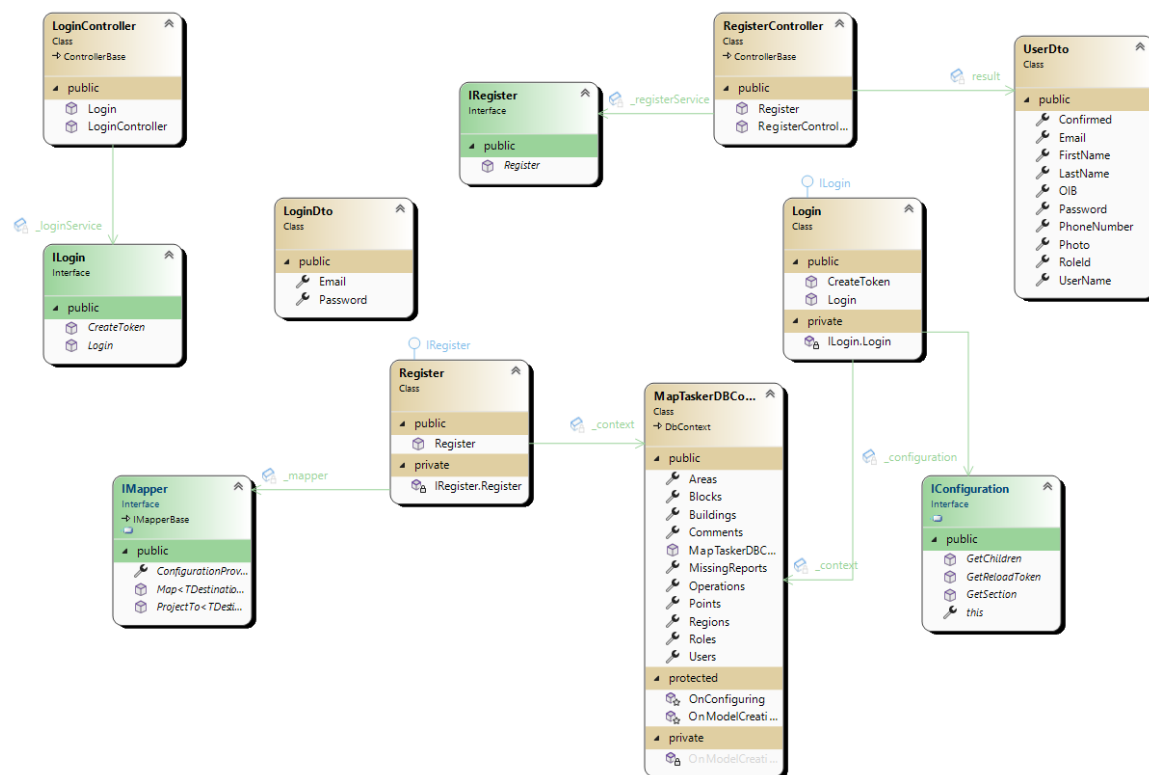 LoginController
Class
ControllerBase
public
Login
LoginController
_loginService
ILogin
Interface
public
CreateToken
Login
LoginDto
Class
public
Email
Password
IRegister
Interface
public
Register
_registerService
RegisterController
Class
ControllerBase
public
Register
RegisterControl...
result
UserDto
Class
public
Confirmed
Email
FirstName
LastName
OIB
Password
PhoneNumber
Photo
RoleId
UserName
ILogin
Login
Class
public
CreateToken
Login
private
ILogin.Login
IRegister
Register
Class
public
Register
private
IRegister.Register
_context
_mapper
IMapper
Interface
IMapperBase
public
ConfigurationProv...
Map<TDestinatio...
ProjectTo<TDesti...
MapTaskerDBCo...
Class
DbContext
public
Areas
Blocks
Buildings
Comments
MapTaskerDBC...
MissingReports
Operations
Points
Regions
Roles
Users
protected
OnConfiguring
OnModelCreati...
private
OnModelCreati...
_context
_configuration
IConfiguration
Interface
public
GetChildren
GetReloadToken
GetSection
this